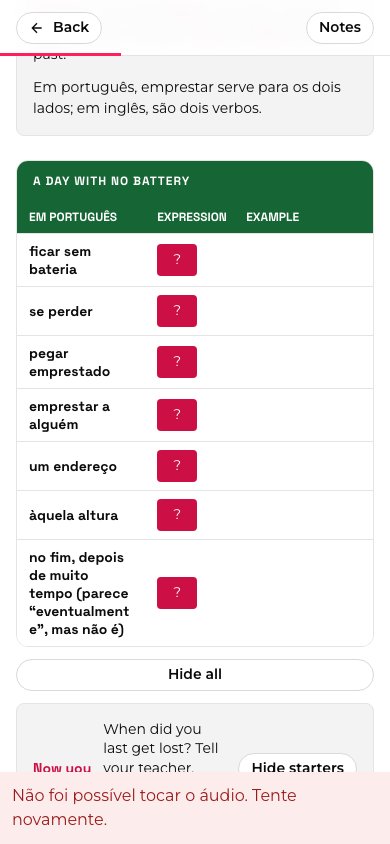 ← Back
Notes
past.
Em português, emprestar serve para os dois
lados; em inglês, são dois verbos.
A DAY WITH NO BATTERY
EM PORTUGUÊS EXPRESSION EXAMPLE
ficar sem
bateria
?
se perder
?
pegar
emprestado
?
emprestar a
alguém
?
um endereço
?
àquela altura
?
no fim, depois
de muito
tempo (parece
“eventualment
e”, mas não é)
?
Hide all
Now you
When did you
last get lost? Tell
your teacher.
Hide starters
Não foi possível tocar o áudio. Tente
novamente.